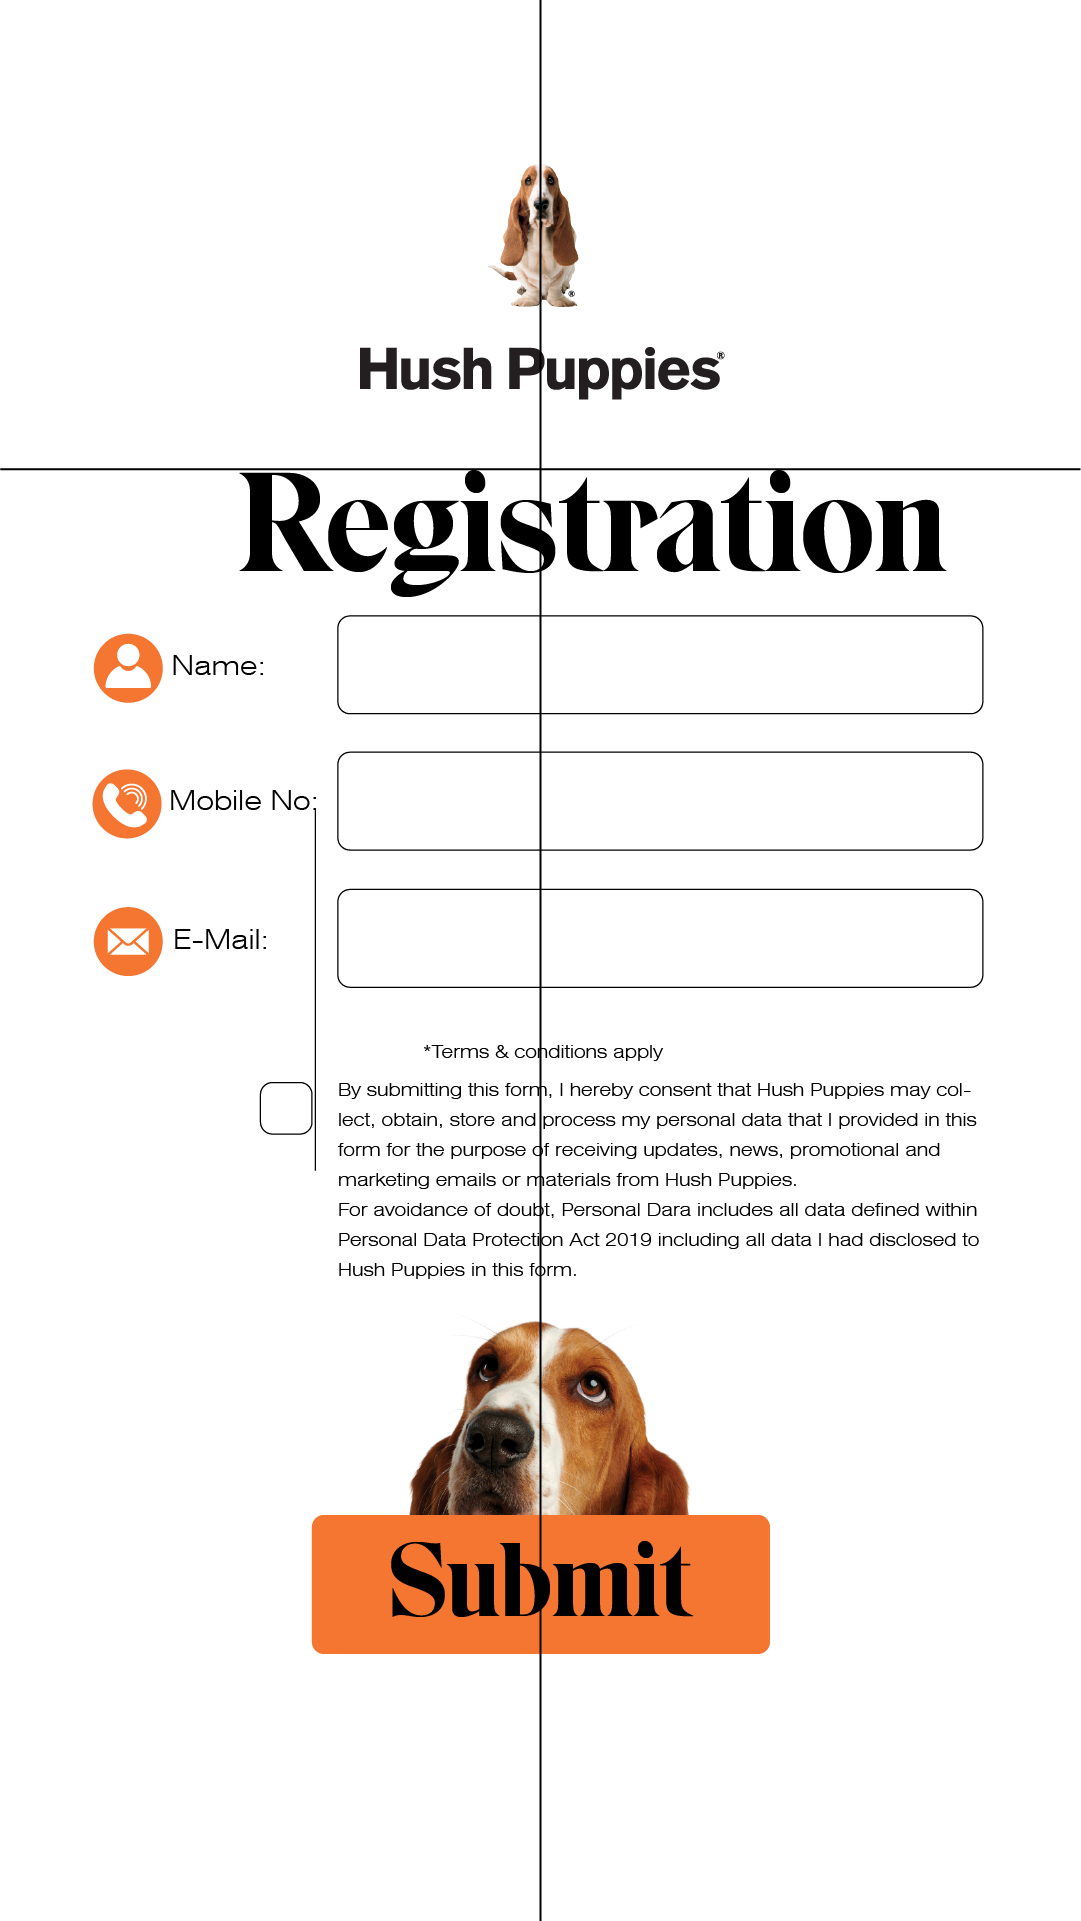 Hush Puppies®
Registration
Name:
Mobile No:
E-Mail:
*Terms & conditions apply
By submitting this form, I hereby consent that Hush Puppies may col-
lect, obtain, store and process my personal data that I provided in this
form for the purpose of receiving updates, news, promotional and
marketing emails or materials from Hush Puppies.
For avoidance of doubt, Personal Dara includes all data defined within
Personal Data Protection Act 2019 including all data I had disclosed to
Hush Puppies in this form.
Submit